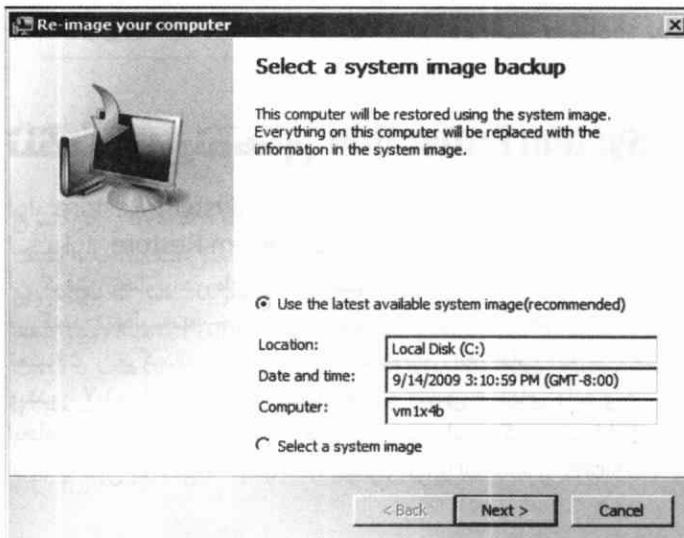 Re-image your computer
Select a system image backup
This computer will be restored using the system image.
Everything on this computer will be replaced with the
information in the system image.
Use the latest available system image(recommended)
Location: Local Disk (C:)
Date and time: 9/14/2009 3:10:59 PM (GMT-8:00)
Computer: vm1x4b
Select a system image
< Back Next > Cancel